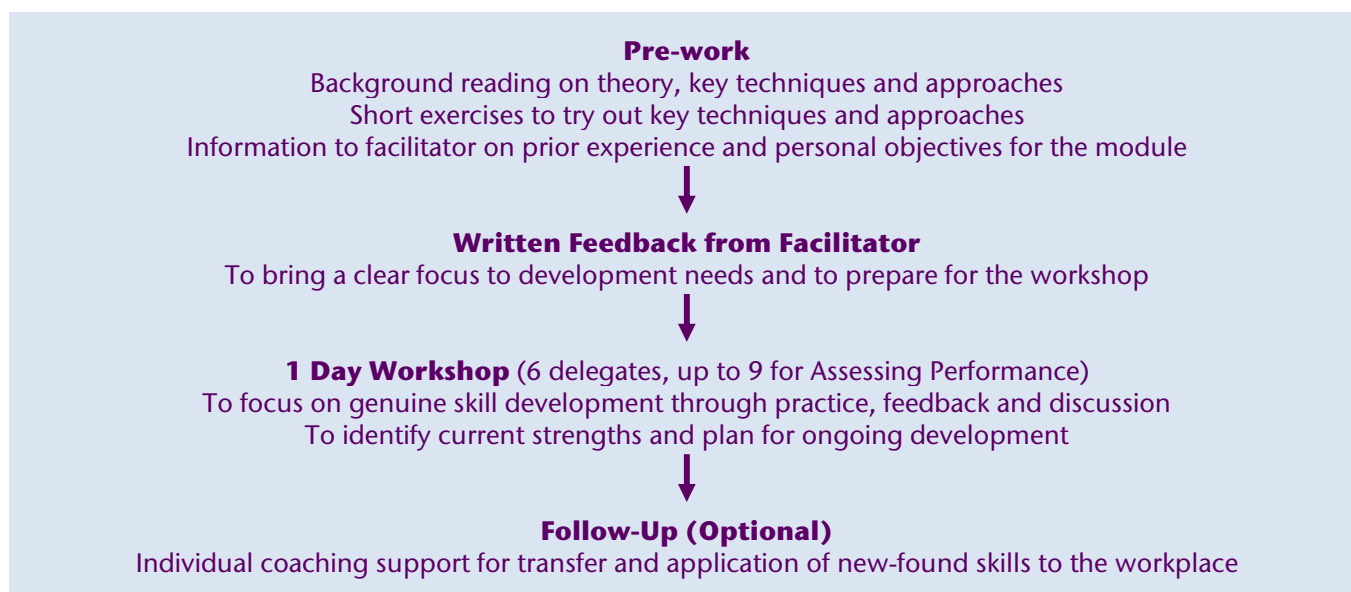 Pre-work
Background reading on theory, key techniques and approaches
Short exercises to try out key techniques and approaches
Information to facilitator on prior experience and personal objectives for the module
Written Feedback from Facilitator
To bring a clear focus to development needs and to prepare for the workshop
1 Day Workshop (6 delegates, up to 9 for Assessing Performance)
To focus on genuine skill development through practice, feedback and discussion
To identify current strengths and plan for ongoing development
Follow-Up (Optional)
Individual coaching support for transfer and application of new-found skills to the workplace